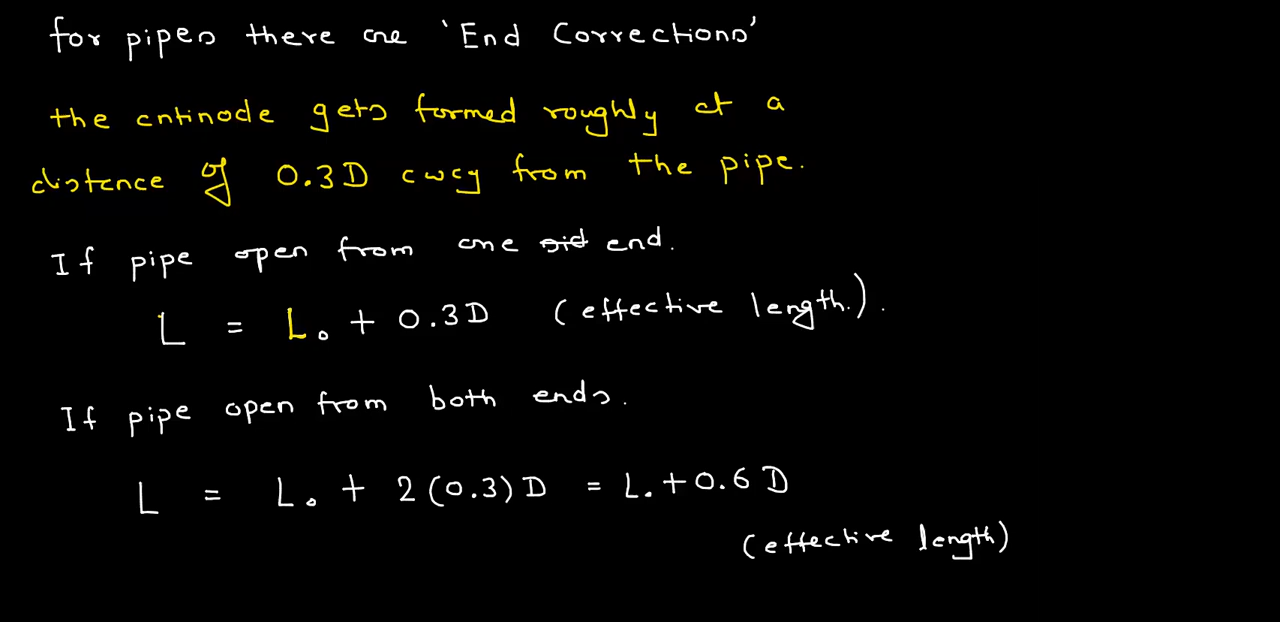 for pipes there are 'End Corrections'
the antinode gets formed roughly at a
distance of 0.3D away from the pipe.
If pipe open from one end.
L = L₀ + 0.3D (effective length.).
If pipe open from both ends.
L = L₀ + 2(0.3)D = L₀ + 0.6D
(effective length)